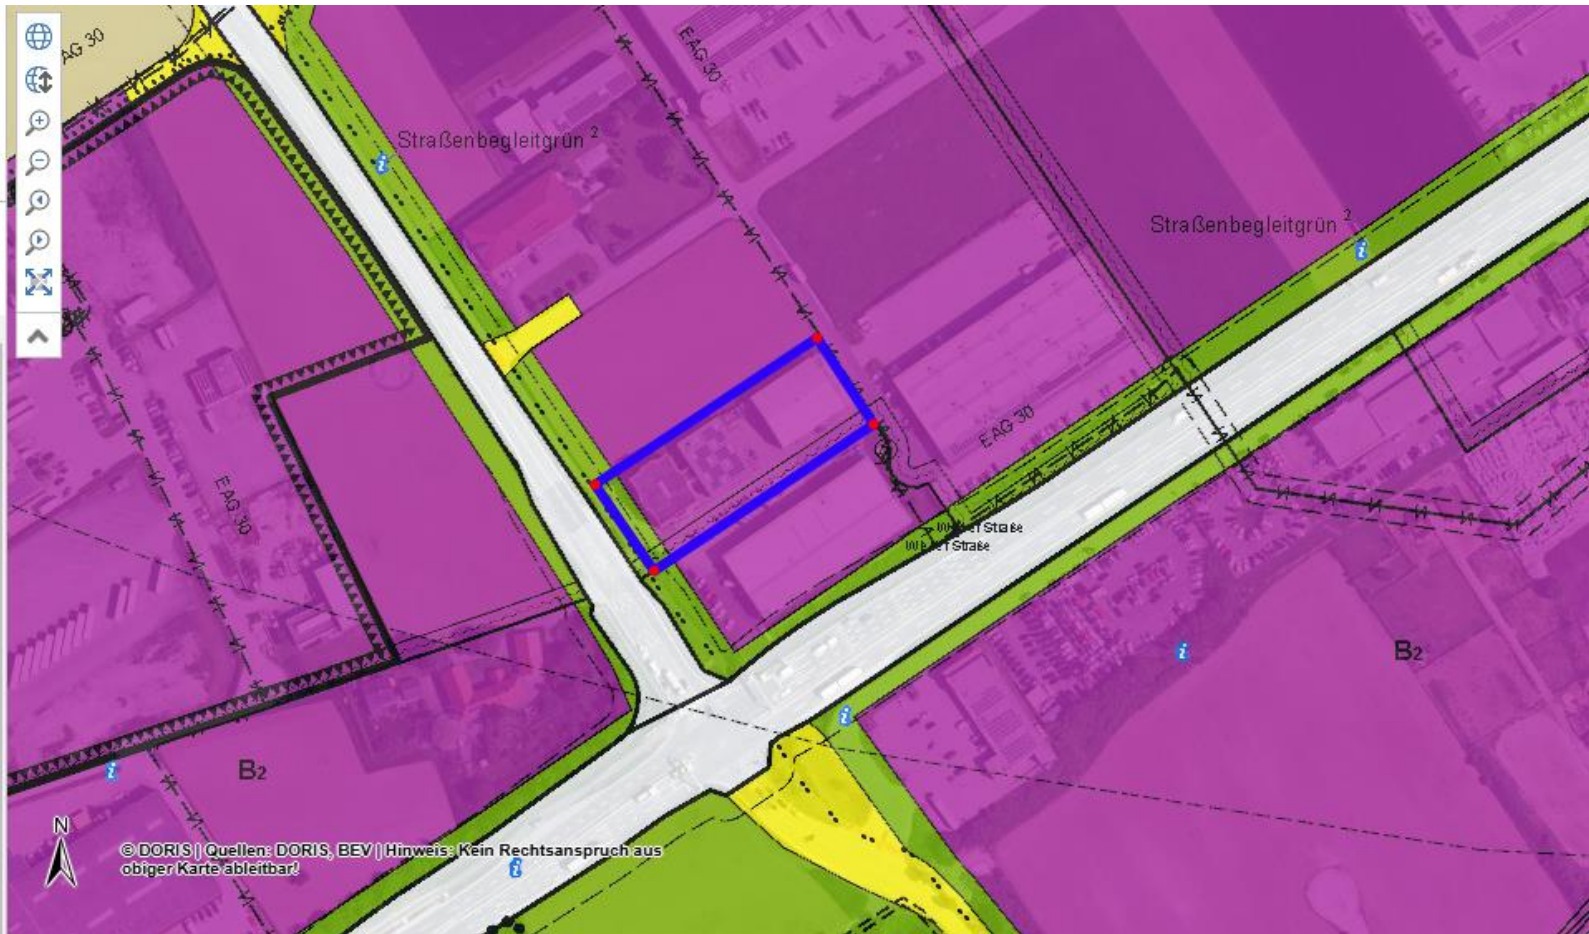 EAG 30
AG 30
Straßenbegleitgrün 2
Straßenbegleitgrün 2
EAG 30
EAG 30
Straße
Straße
B2
B2
N
© DORIS | Quellen: DORIS, BEV | Hinweis: Kein Rechtsanspruch aus
obiger Karte ableitbar!